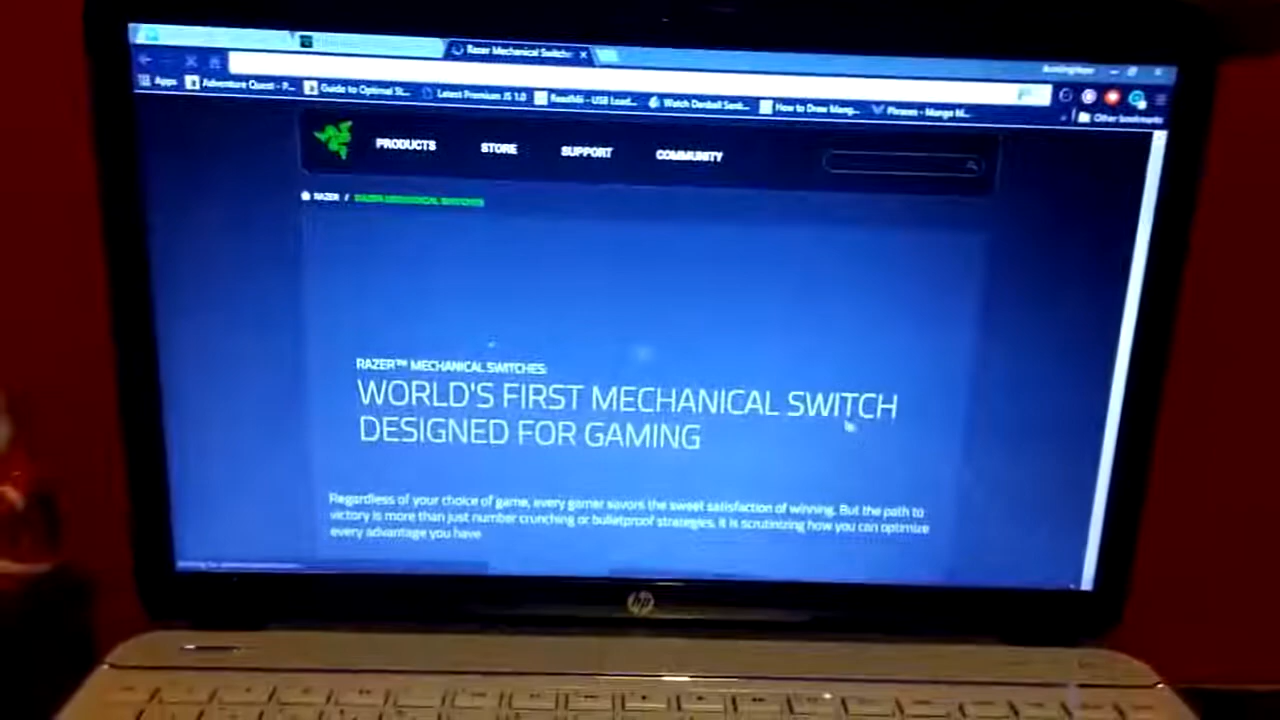 Razer Mechanical Switche
Apps
Adventure Quest - P...
Guide to Optimal St...
Latest Premium JS 1.0
ReadMii - USB Load...
Watch Danball Senk...
How to Draw Mang...
Phrases - Manga M...
Other bookmarks
PRODUCTS
STORE
SUPPORT
COMMUNITY
RAZER / RAZER MECHANICAL SWITCHES
RAZER™ MECHANICAL SWITCHES:
WORLD'S FIRST MECHANICAL SWITCH
DESIGNED FOR GAMING
Regardless of your choice of game, every gamer savors the sweet satisfaction of winning. But the path to
victory is more than just number crunching or bulletproof strategies, it is scrutinizing how you can optimize
every advantage you have
hp